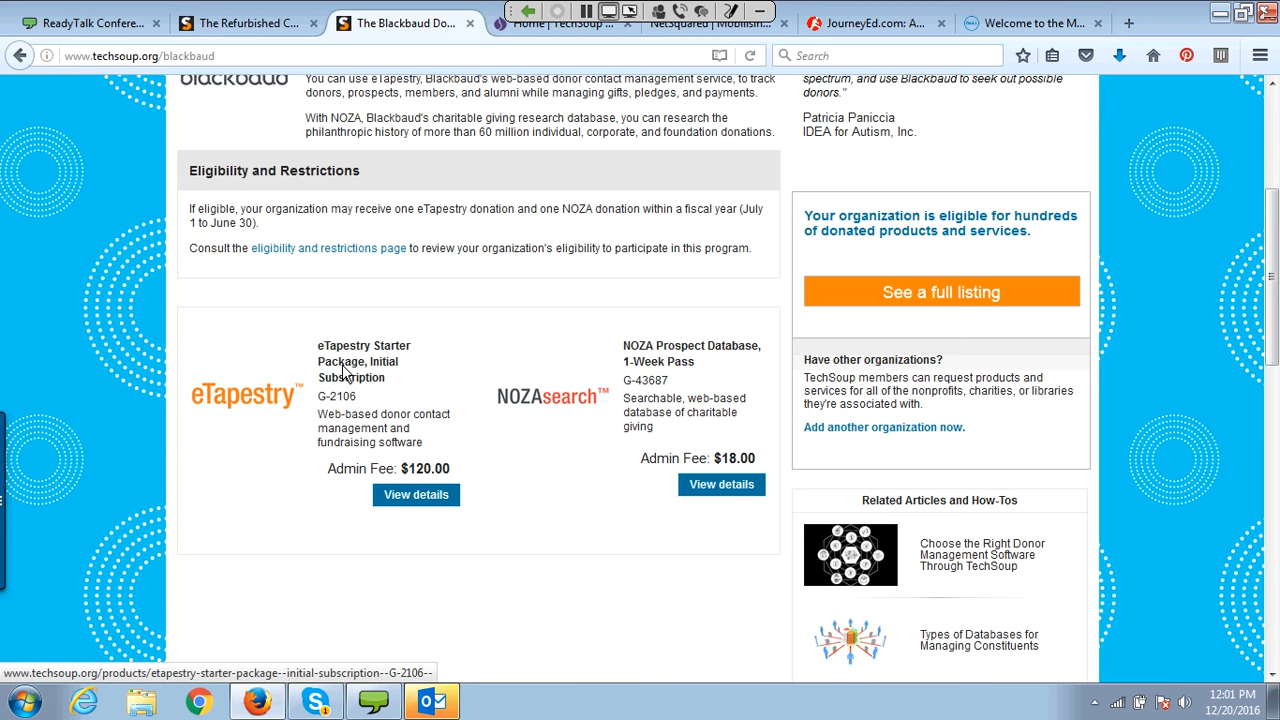 ReadyTalk Confere...
The Refurbished C...
The Blackbaud Do...
Home | TechSoup
NetSquared | Mobilism
JourneyEd.com: A...
Welcome to the M...
www.techsoup.org/blackbaud
Search
blackbaud
You can use eTapestry, Blackbaud's web-based donor contact management service, to track
donors, prospects, members, and alumni while managing gifts, pledges, and payments.
With NOZA, Blackbaud's charitable giving research database, you can research the
philanthropic history of more than 60 million individual, corporate, and foundation donations.
spectrum, and use Blackbaud to seek out possible
donors."
Patricia Paniccia
IDEA for Autism, Inc.
Eligibility and Restrictions
If eligible, your organization may receive one eTapestry donation and one NOZA donation within a fiscal year (July
1 to June 30).
Consult the eligibility and restrictions page to review your organization's eligibility to participate in this program.
Your organization is eligible for hundreds
of donated products and services.
See a full listing
Have other organizations?
TechSoup members can request products and
services for all of the nonprofits, charities, or libraries
they're associated with.
Add another organization now.
eTapestry™
eTapestry Starter
Package, Initial
Subscription
G-2106
Web-based donor contact
management and
fundraising software
Admin Fee: $120.00
View details
NOZAsearch™
NOZA Prospect Database,
1-Week Pass
G-43687
Searchable, web-based
database of charitable
giving
Admin Fee: $18.00
View details
Related Articles and How-Tos
Choose the Right Donor
Management Software
Through TechSoup
Types of Databases for
Managing Constituents
www.techsoup.org/products/etapestry-starter-package--initial-subscription--G-2106--
12:01 PM
12/20/2016